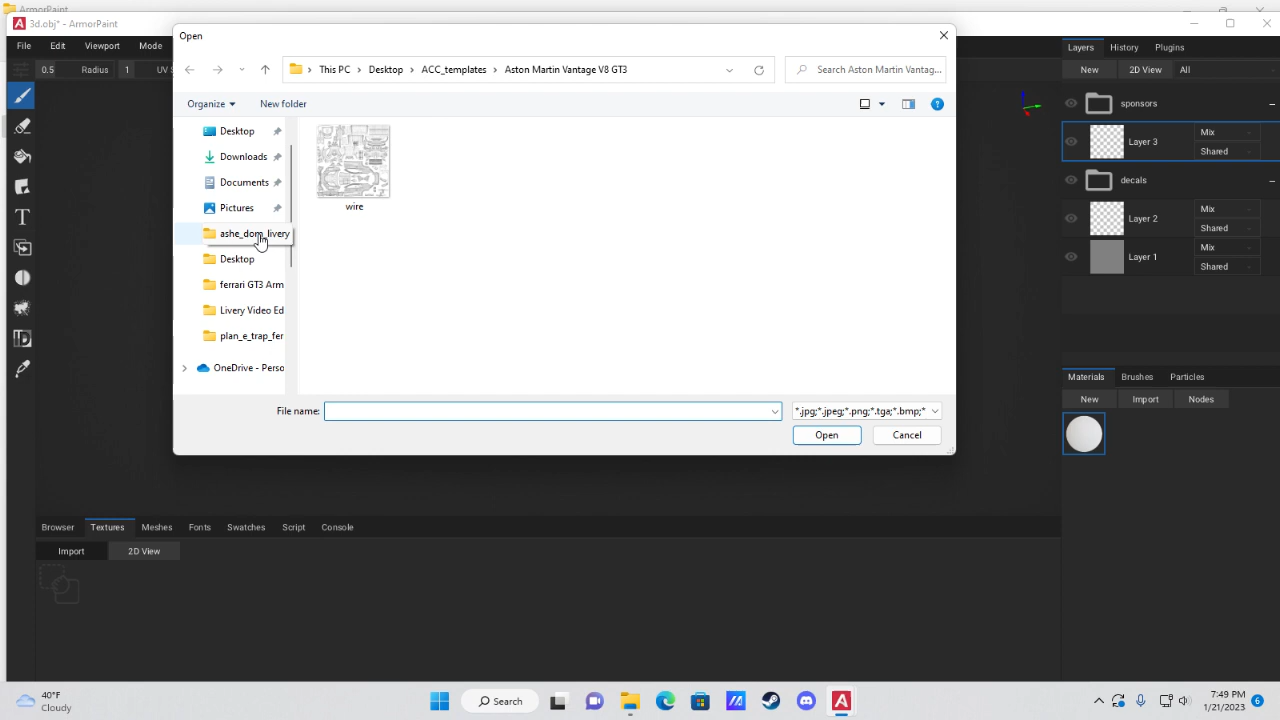 ArmorPaint
3d.obj* - ArmorPaint
File Edit Viewport Mode
0.5 Radius 1 UV
Open
This PC > Desktop > ACC_templates > Aston Martin Vantage V8 GT3
Search Aston Martin Vantag...
Organize New folder
Desktop
Downloads
Documents
Pictures
ashe_dom_livery
Desktop
ferrari GT3 Arm
Livery Video Ed
plan_e_trap_fer
OneDrive - Perso
wire
File name:
*.jpg;*.jpeg;*.png;*.tga;*.bmp;*
Open Cancel
Layers History Plugins
New 2D View All
sponsors
Layer 3 Mix
Shared
decals
Layer 2 Mix
Shared
Layer 1 Mix
Shared
Materials Brushes Particles
New Import Nodes
Browser Textures Meshes Fonts Swatches Script Console
Import 2D View
40°F
Cloudy
Search
7:49 PM
1/21/2023
6